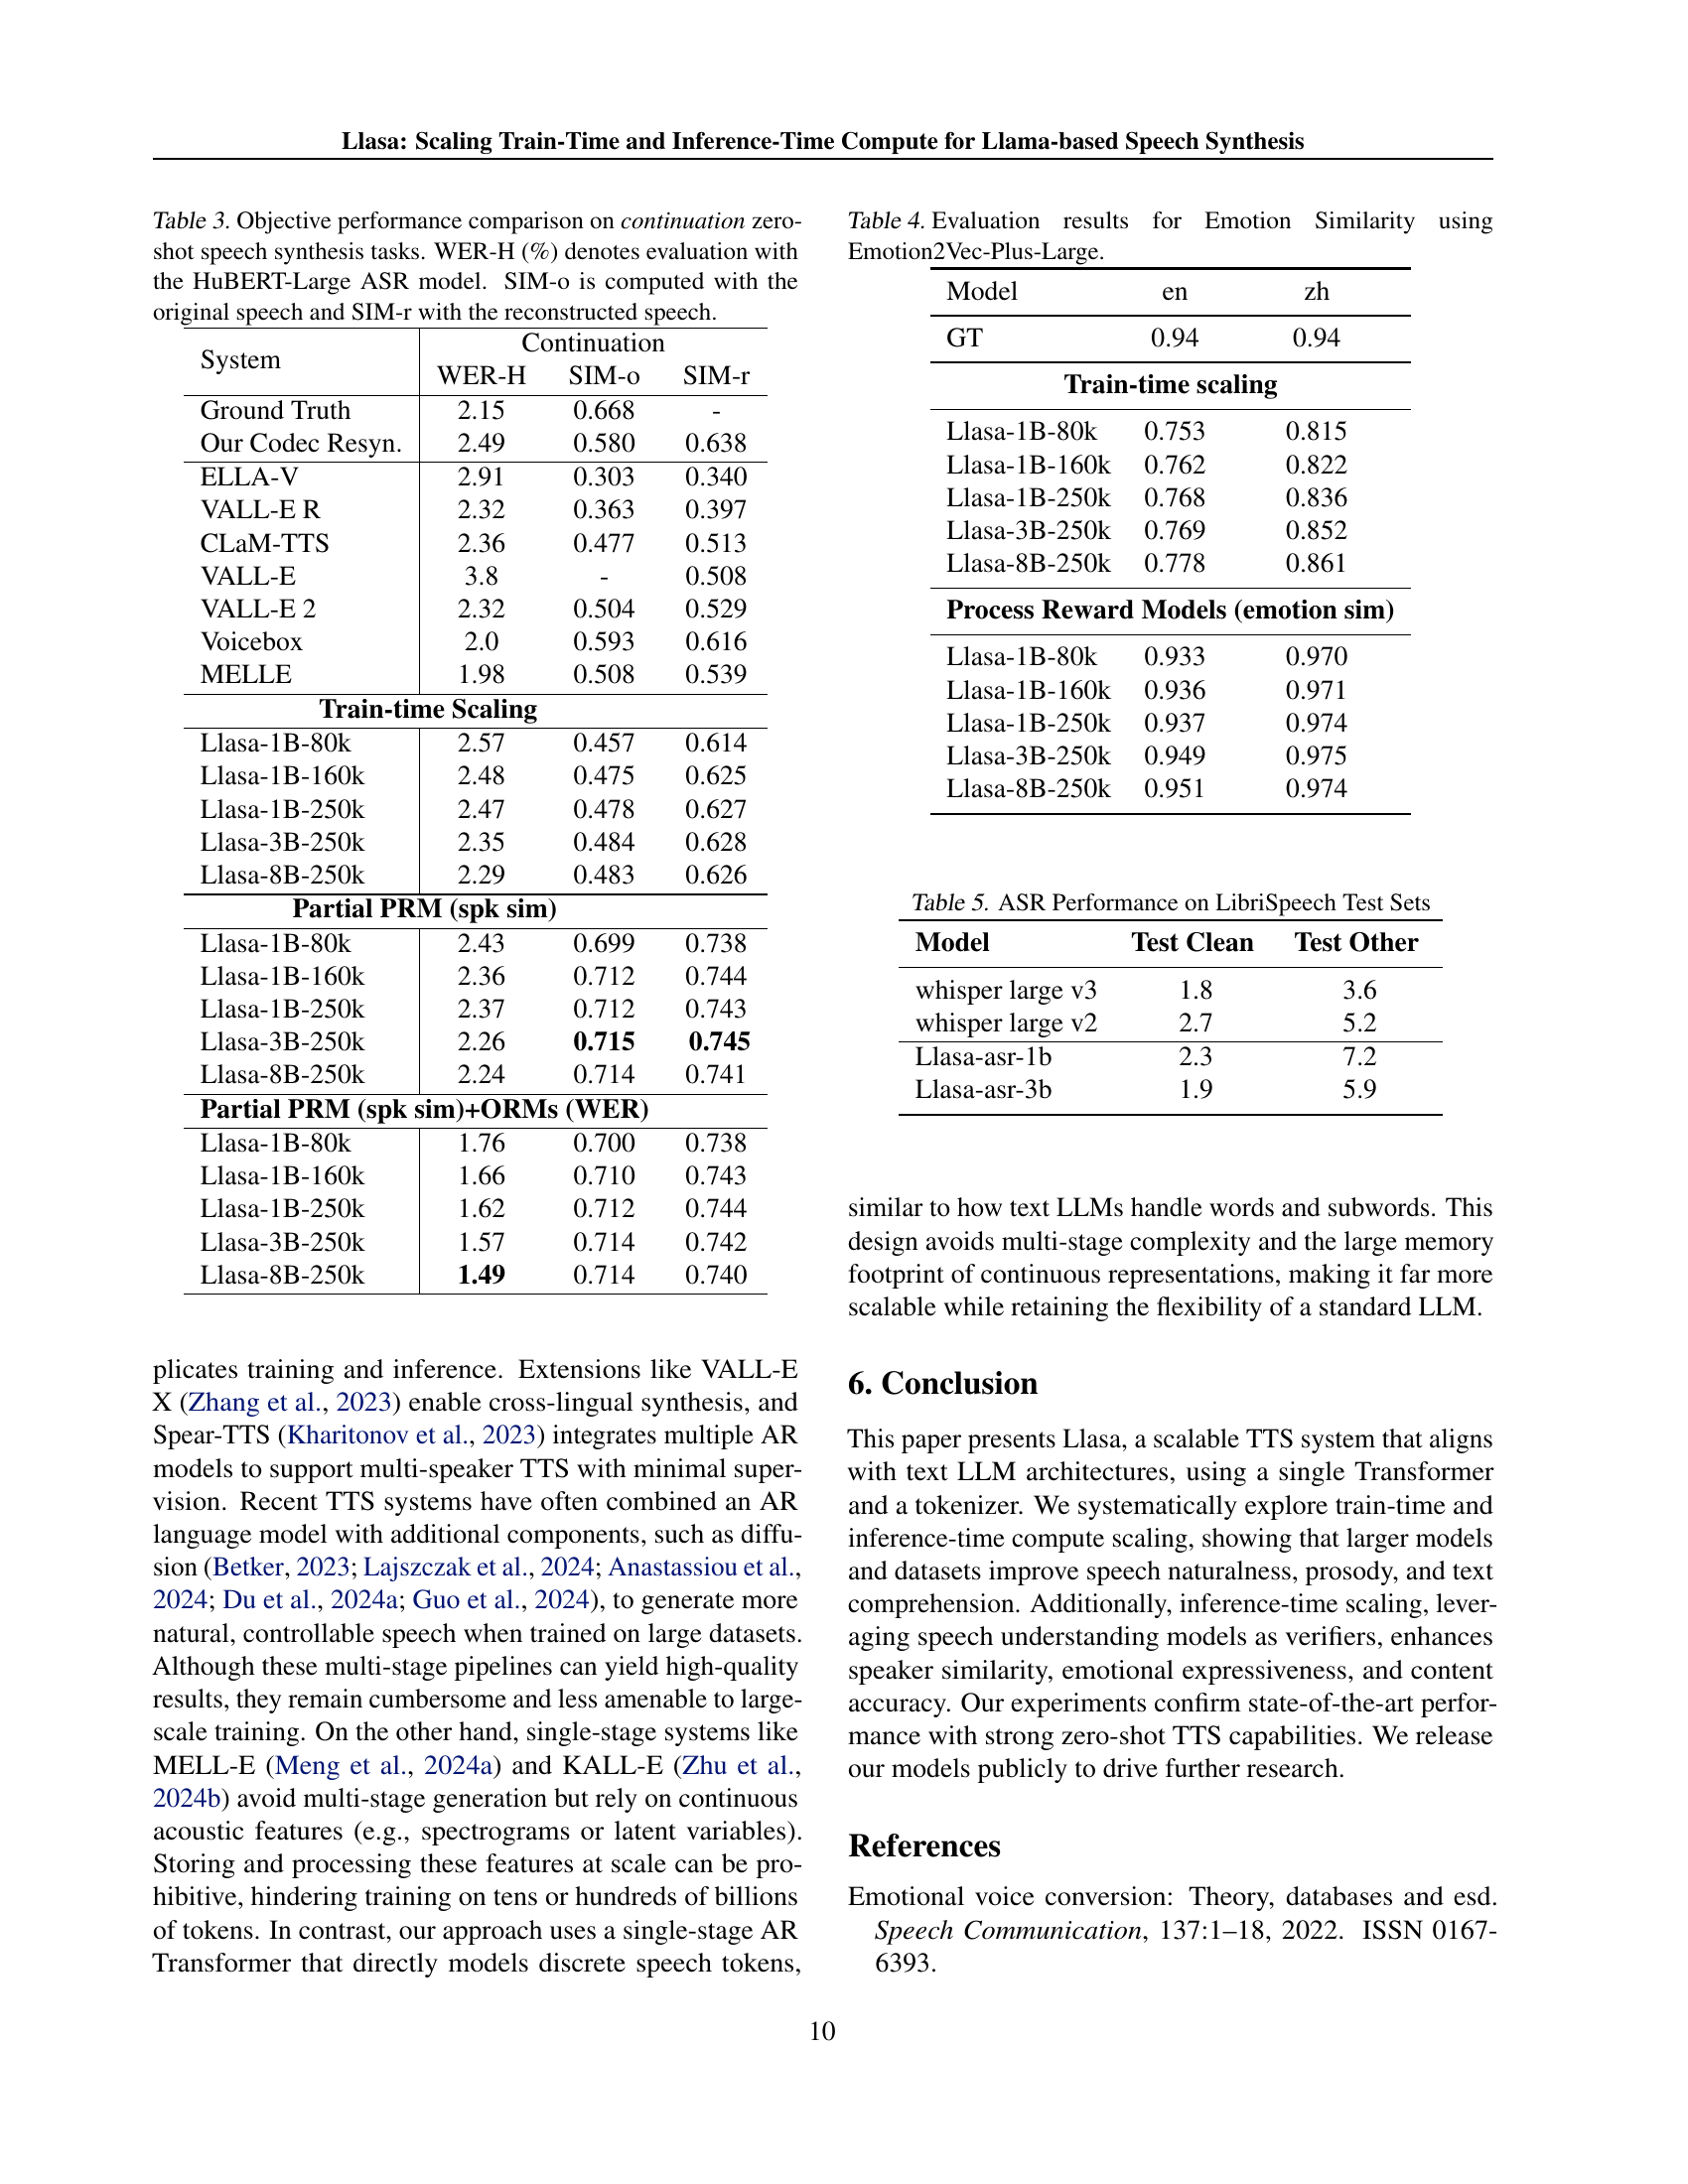 Llasa: Scaling Train-Time and Inference-Time Compute for Llama-based Speech Synthesis
Table 3. Objective performance comparison on continuation zero-
shot speech synthesis tasks. WER-H (%) denotes evaluation with
the HuBERT-Large ASR model. SIM-o is computed with the
original speech and SIM-r with the reconstructed speech.
System Continuation
WER-H SIM-o SIM-r
Ground Truth 2.15 0.668 -
Our Codec Resyn. 2.49 0.580 0.638
ELLA-V 2.91 0.303 0.340
VALL-E R 2.32 0.363 0.397
CLaM-TTS 2.36 0.477 0.513
VALL-E 3.8 - 0.508
VALL-E 2 2.32 0.504 0.529
Voicebox 2.0 0.593 0.616
MELLE 1.98 0.508 0.539
Train-time Scaling
Llasa-1B-80k 2.57 0.457 0.614
Llasa-1B-160k 2.48 0.475 0.625
Llasa-1B-250k 2.47 0.478 0.627
Llasa-3B-250k 2.35 0.484 0.628
Llasa-8B-250k 2.29 0.483 0.626
Partial PRM (spk sim)
Llasa-1B-80k 2.43 0.699 0.738
Llasa-1B-160k 2.36 0.712 0.744
Llasa-1B-250k 2.37 0.712 0.743
Llasa-3B-250k 2.26 0.715 0.745
Llasa-8B-250k 2.24 0.714 0.741
Partial PRM (spk sim)+ORMs (WER)
Llasa-1B-80k 1.76 0.700 0.738
Llasa-1B-160k 1.66 0.710 0.743
Llasa-1B-250k 1.62 0.712 0.744
Llasa-3B-250k 1.57 0.714 0.742
Llasa-8B-250k 1.49 0.714 0.740
plicates training and inference. Extensions like VALL-E
X (Zhang et al., 2023) enable cross-lingual synthesis, and
Spear-TTS (Kharitonov et al., 2023) integrates multiple AR
models to support multi-speaker TTS with minimal super-
vision. Recent TTS systems have often combined an AR
language model with additional components, such as diffu-
sion (Betker, 2023; Lajszczak et al., 2024; Anastassiou et al.,
2024; Du et al., 2024a; Guo et al., 2024), to generate more
natural, controllable speech when trained on large datasets.
Although these multi-stage pipelines can yield high-quality
results, they remain cumbersome and less amenable to large-
scale training. On the other hand, single-stage systems like
MELL-E (Meng et al., 2024a) and KALL-E (Zhu et al.,
2024b) avoid multi-stage generation but rely on continuous
acoustic features (e.g., spectrograms or latent variables).
Storing and processing these features at scale can be pro-
hibitive, hindering training on tens or hundreds of billions
of tokens. In contrast, our approach uses a single-stage AR
Transformer that directly models discrete speech tokens,
Table 4. Evaluation results for Emotion Similarity using
Emotion2Vec-Plus-Large.
Model en zh
GT 0.94 0.94
Train-time scaling
Llasa-1B-80k 0.753 0.815
Llasa-1B-160k 0.762 0.822
Llasa-1B-250k 0.768 0.836
Llasa-3B-250k 0.769 0.852
Llasa-8B-250k 0.778 0.861
Process Reward Models (emotion sim)
Llasa-1B-80k 0.933 0.970
Llasa-1B-160k 0.936 0.971
Llasa-1B-250k 0.937 0.974
Llasa-3B-250k 0.949 0.975
Llasa-8B-250k 0.951 0.974
Table 5. ASR Performance on LibriSpeech Test Sets
Model Test Clean Test Other
whisper large v3 1.8 3.6
whisper large v2 2.7 5.2
Llasa-asr-1b 2.3 7.2
Llasa-asr-3b 1.9 5.9
similar to how text LLMs handle words and subwords. This
design avoids multi-stage complexity and the large memory
footprint of continuous representations, making it far more
scalable while retaining the flexibility of a standard LLM.
6. Conclusion
This paper presents Llasa, a scalable TTS system that aligns
with text LLM architectures, using a single Transformer
and a tokenizer. We systematically explore train-time and
inference-time compute scaling, showing that larger models
and datasets improve speech naturalness, prosody, and text
comprehension. Additionally, inference-time scaling, lever-
aging speech understanding models as verifiers, enhances
speaker similarity, emotional expressiveness, and content
accuracy. Our experiments confirm state-of-the-art perfor-
mance with strong zero-shot TTS capabilities. We release
our models publicly to drive further research.
References
Emotional voice conversion: Theory, databases and esd.
Speech Communication, 137:1–18, 2022. ISSN 0167-
6393.
10